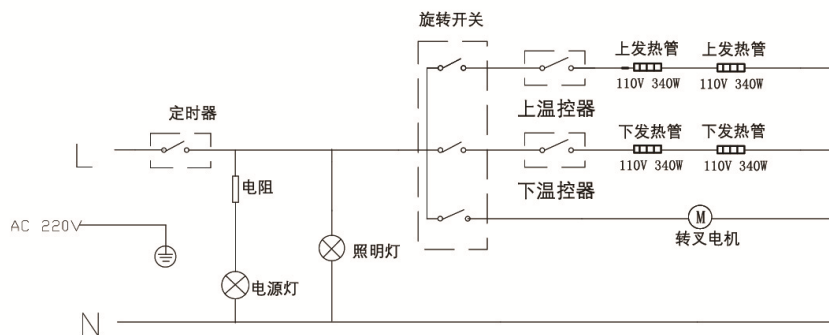 旋转开关
上发热管 上发热管
110V 340W 110V 340W
定时器
上温控器
L
下发热管 下发热管
110V 340W 110V 340W
电阻
下温控器
AC 220V
M
转叉电机
照明灯
电源灯
N